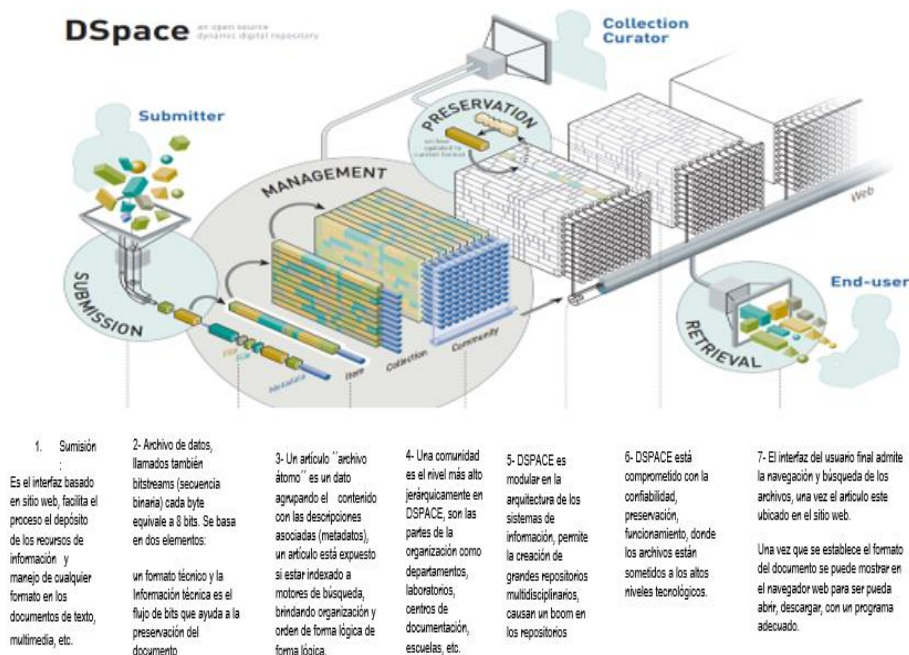 DSpace
an open source
dynamic digital repository
Collection
Curator
Submitter
PRESERVATION
MANAGEMENT
SUBMISSION
File
File
Metadata
Item
Collection
Community
Web
End-user
RETRIEVAL
1. Sumisión
:
Es el interfaz basado
en sitio web, facilita el
proceso el depósito
de los recursos de
información y
manejo de cualquier
formato en los
documentos de texto,
multimedia, etc.
2- Archivo de datos,
llamados también
bitstreams (secuencia
binaria) cada byte
equivale a 8 bits. Se basa
en dos elementos:
un formato técnico y la
Información técnica es el
flujo de bits que ayuda a la
preservación del
documento
3- Un artículo ´´archivo
átomo´´ es un dato
agrupando el contenido
con las descripciones
asociadas (metadatos),
un artículo está expuesto
si estar indexado a
motores de búsqueda,
brindando organización y
orden de forma lógica de
forma lógica.
4- Una comunidad
es el nivel más alto
jerárquicamente en
DSPACE, son las
partes de la
organización como
departamentos,
laboratorios,
centros de
documentación,
escuelas, etc.
5- DSPACE es
modular en la
arquitectura de los
sistemas de
información, permite
la creación de
grandes repositorios
multidisciplinarios,
causan un boom en
los repositorios
6- DSPACE está
comprometido con la
confiabilidad,
preservación,
funcionamiento, donde
los archivos están
sometidos a los altos
niveles tecnológicos.
7- El interfaz del usuario final admite
la navegación y búsqueda de los
archivos, una vez el artículo este
ubicado en el sitio web.
Una vez que se establece el formato
del documento se puede mostrar en
el navegador web para ser pueda
abrir, descargar, con un programa
adecuado.